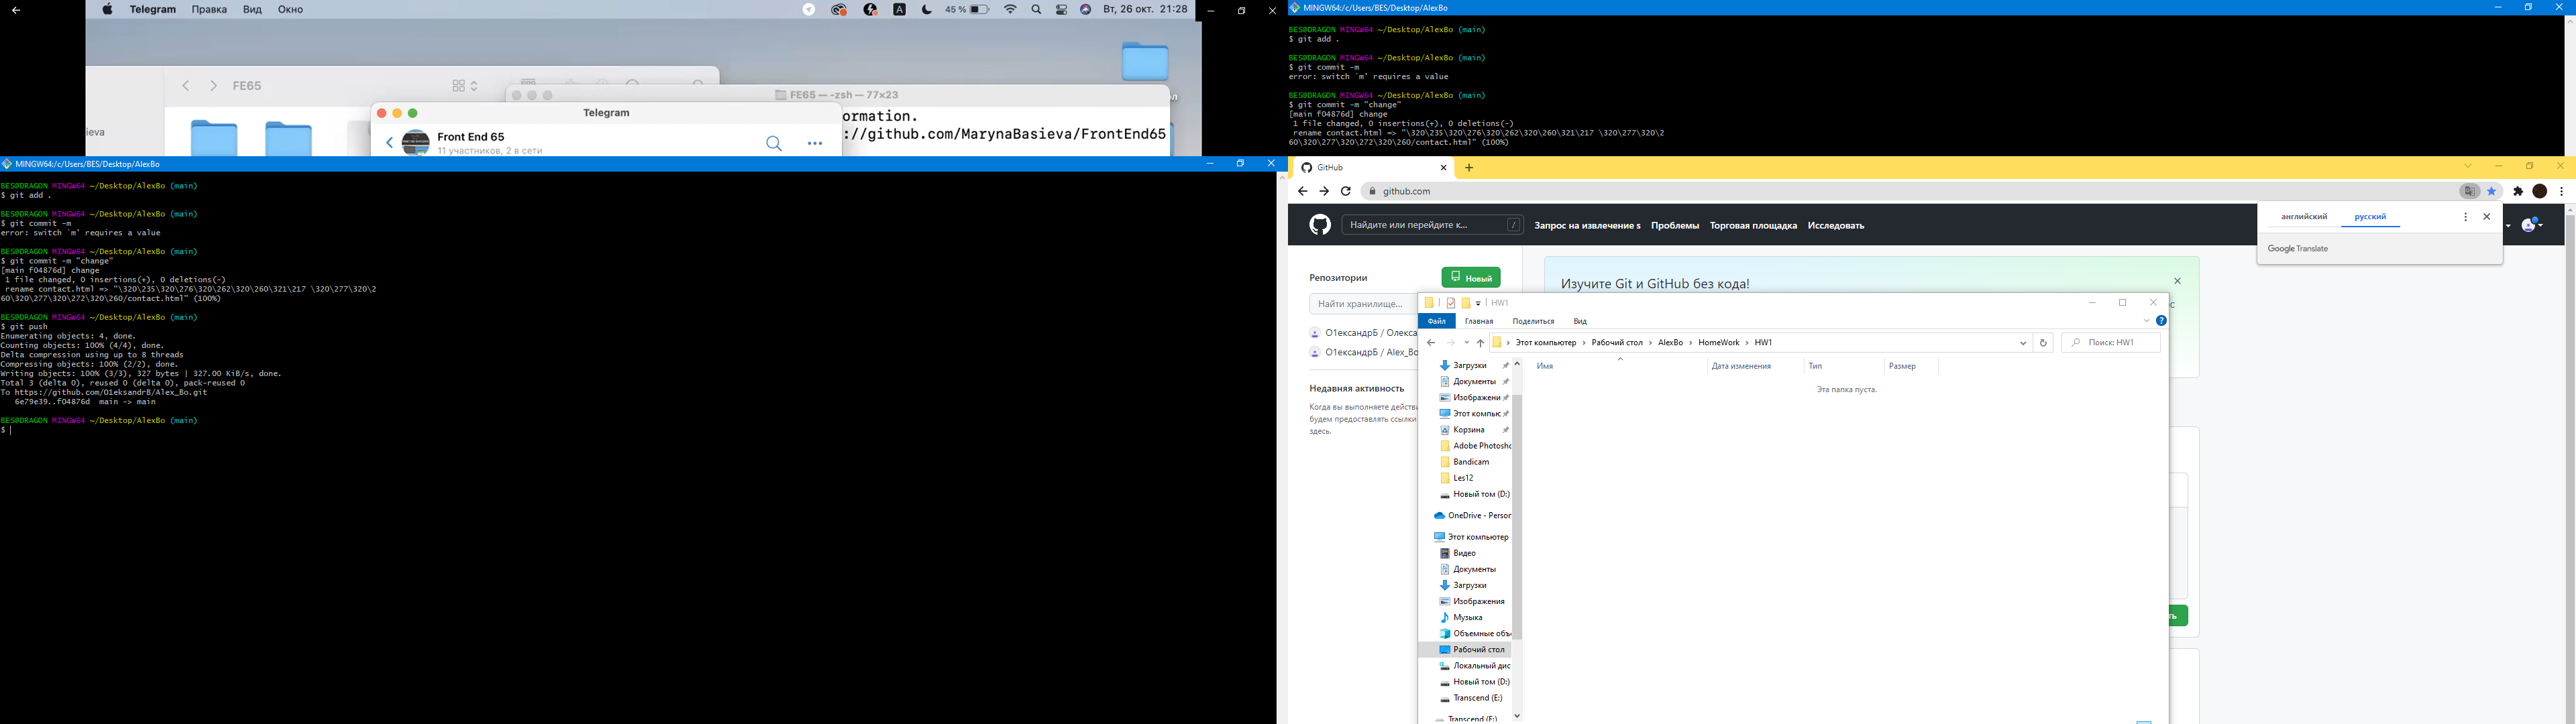 Telegram Правка Вид Окно
45 % Вт, 26 окт. 21:28
FE65
FE65 — -zsh — 77×23
Telegram
ormation.
Front End 65
://github.com/MarynaBasieva/FrontEnd65
11 участников, 2 в сети
ieva
MINGW64:/c/Users/BES/Desktop/AlexBo
BES@DRAGON MINGW64 ~/Desktop/AlexBo (main)
$ git add .
BES@DRAGON MINGW64 ~/Desktop/AlexBo (main)
$ git commit -m
error: switch `m' requires a value
BES@DRAGON MINGW64 ~/Desktop/AlexBo (main)
$ git commit -m "change"
[main f04876d] change
1 file changed, 0 insertions(+), 0 deletions(-)
rename contact.html => "\320\235\320\276\320\262\320\260\321\217 \320\277\320\2
60\320\277\320\272\320\260/contact.html" (100%)
MINGW64:/c/Users/BES/Desktop/AlexBo
BES@DRAGON MINGW64 ~/Desktop/AlexBo (main)
$ git add .
BES@DRAGON MINGW64 ~/Desktop/AlexBo (main)
$ git commit -m
error: switch `m' requires a value
BES@DRAGON MINGW64 ~/Desktop/AlexBo (main)
$ git commit -m "change"
[main f04876d] change
1 file changed, 0 insertions(+), 0 deletions(-)
rename contact.html => "\320\235\320\276\320\262\320\260\321\217 \320\277\320\2
60\320\277\320\272\320\260/contact.html" (100%)
BES@DRAGON MINGW64 ~/Desktop/AlexBo (main)
$ git push
Enumerating objects: 4, done.
Counting objects: 100% (4/4), done.
Delta compression using up to 8 threads
Compressing objects: 100% (2/2), done.
Writing objects: 100% (3/3), 327 bytes | 327.00 KiB/s, done.
Total 3 (delta 0), reused 0 (delta 0), pack-reused 0
To https://github.com/O1eksandrB/Alex_Bo.git
6e79e39..f04876d main -> main
BES@DRAGON MINGW64 ~/Desktop/AlexBo (main)
$
GitHub
github.com
Найдите или перейдите к... / Запрос на извлечение s Проблемы Торговая площадка Исследовать
английский русский
Google Translate
Репозитории Новый
Найти хранилище...
О1ександрБ / Олекса
О1ександрБ / Alex_Bo
Недавняя активность
Когда вы выполняете действи
будем предоставлять ссылки
здесь.
Изучите Git и GitHub без кода!
HW1
Файл Главная Поделиться Вид
Этот компьютер Рабочий стол AlexBo HomeWork HW1
Поиск: HW1
Имя Дата изменения Тип Размер
Эта папка пуста.
Загрузки
Документы
Изображени
Этот компьк
Корзина
Adobe Photosho
Bandicam
Les12
Новый том (D:)
OneDrive - Person
Этот компьютер
Видео
Документы
Загрузки
Изображения
Музыка
Объемные объе
Рабочий стол
Локальный дис
Новый том (D:)
Transcend (E:)
Transcend (E:)
ть